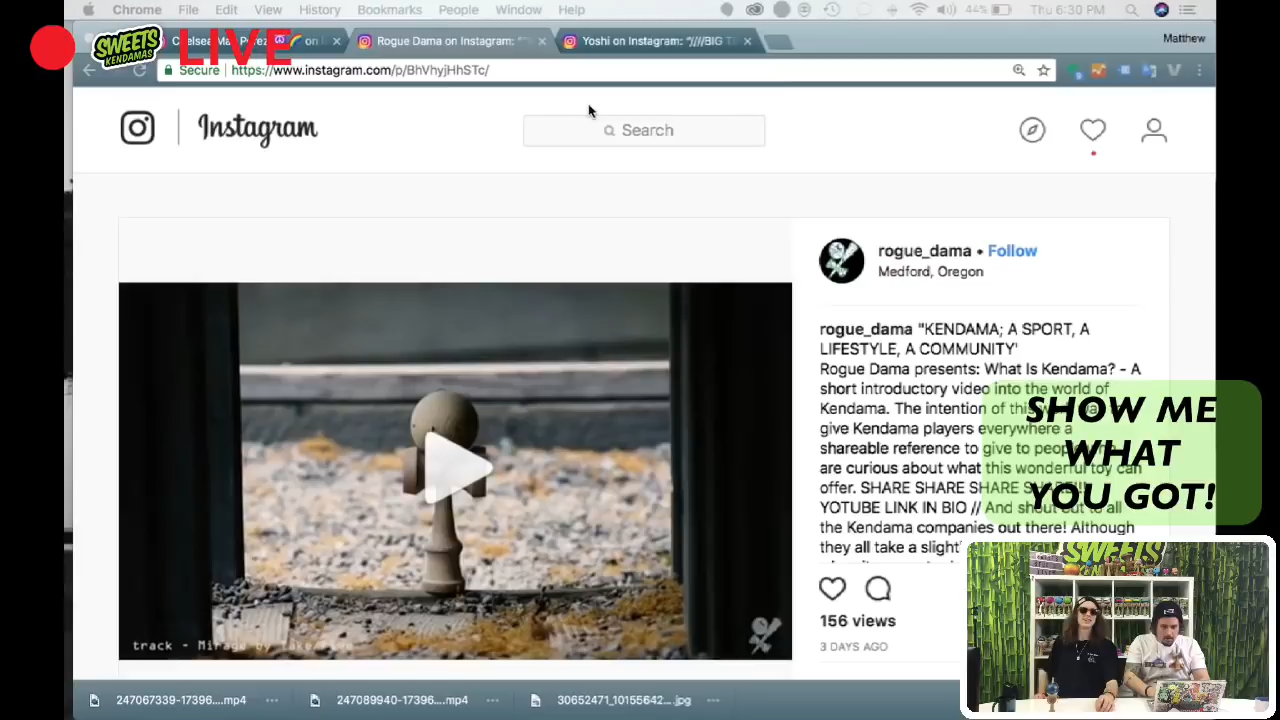 Chrome File Edit View History Bookmarks People Window Help 44% Thu 6:30 PM
SWEETS KENDAMAS
LIVE
Rogue Dama on Instagram:
Yoshi on Instagram: "////BIG
Matthew
Secure https://www.instagram.com/p/BhVhyjHhSTc/
Instagram
Search
rogue_dama • Follow
Medford, Oregon
rogue_dama "KENDAMA; A SPORT, A
LIFESTYLE, A COMMUNITY'
Rogue Dama presents: What Is Kendama? - A
short introductory video into the world of
Kendama. The intention of this
give Kendama players everywhere a
shareable reference to give to
are curious about what this wonderful toy can
offer. SHARE SHARE SHARE
YOTUBE LINK IN BIO // And shout out to all
the Kendama companies out there! Although
they all take a
SHOW ME
WHAT
YOU GOT!
156 views
3 DAYS AGO
track - Mirage by
SWEETS
KENDAMAS
247067339-17396....mp4
247089940-17396....mp4
30652471_10155642....jpg